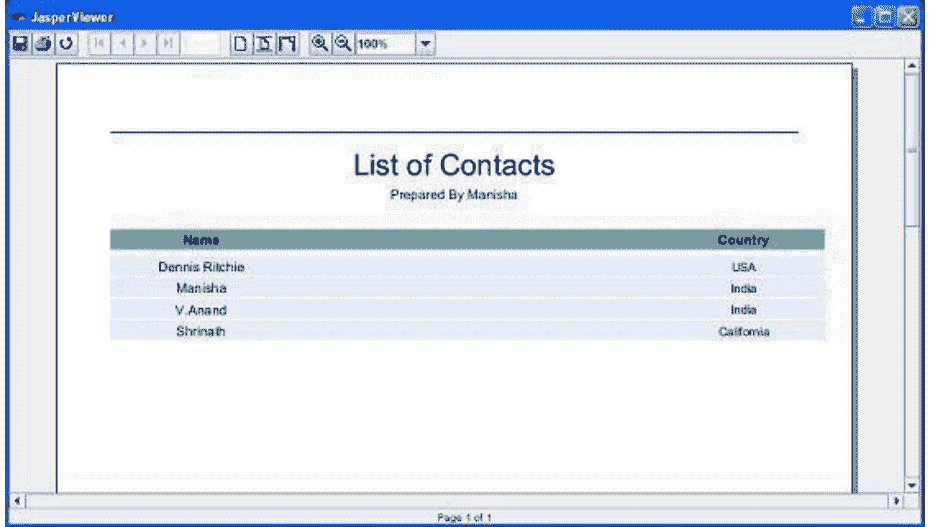 JasperViewer
100%
List of Contacts
Prepared By Manisha
Name Country
Dennis Ritchie USA
Manisha India
V.Anand India
Shrinath California
Page 1 of 1